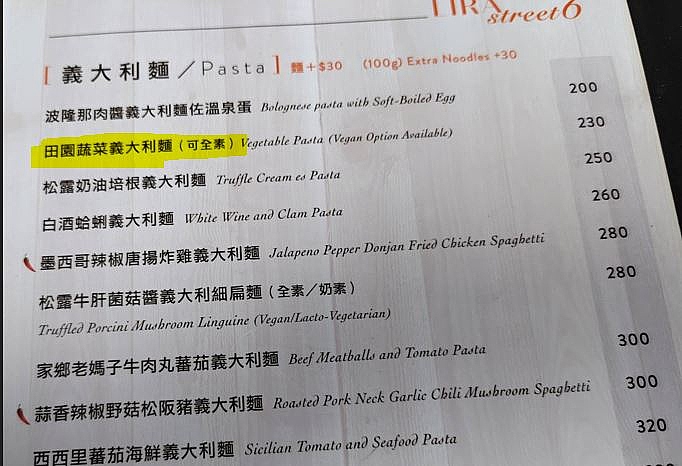 street6
[ 義大利麵／Pasta ] 麵＋$30 (100g) Extra Noodles +30
波隆那肉醬義大利麵佐溫泉蛋 Bolognese pasta with Soft-Boiled Egg 200
田園蔬菜義大利麵（可全素） Vegetable Pasta (Vegan Option Available) 230
松露奶油培根義大利麵 Truffle Cream es Pasta 250
白酒蛤蜊義大利麵 White Wine and Clam Pasta 260
墨西哥辣椒唐揚炸雞義大利麵 Jalapeno Pepper Donjan Fried Chicken Spaghetti 280
松露牛肝菌菇醬義大利細扁麵（全素／奶素） 280
Truffled Porcini Mushroom Linguine (Vegan/Lacto-Vegetarian)
家鄉老媽子牛肉丸蕃茄義大利麵 Beef Meatballs and Tomato Pasta 300
蒜香辣椒野菇松阪豬義大利麵 Roasted Pork Neck Garlic Chili Mushroom Spaghetti 300
西西里蕃茄海鮮義大利麵 Sicilian Tomato and Seafood Pasta 320